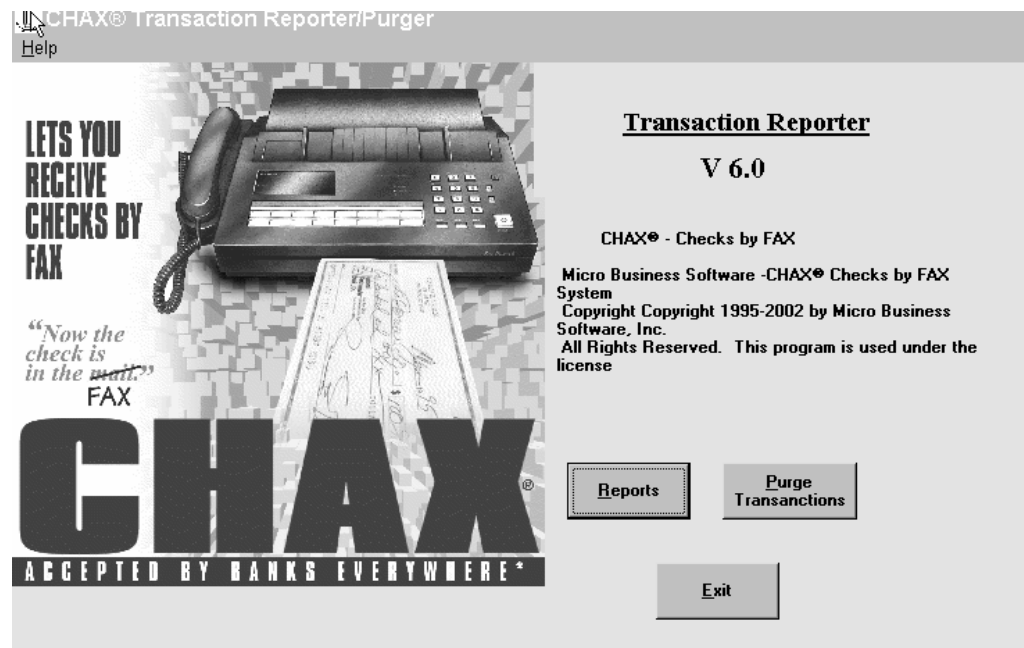 CHAX® Transaction Reporter/Purger
Help
LETS YOU
RECEIVE
CHECKS BY
FAX
“Now the
check is
in the mail.”
FAX
CHAX®
ACCEPTED BY BANKS EVERYWHERE*
Transaction Reporter
V 6.0
CHAX® - Checks by FAX
Micro Business Software -CHAX® Checks by FAX
System
Copyright Copyright 1995-2002 by Micro Business
Software, Inc.
All Rights Reserved. This program is used under the
license
Reports
Purge
Transanctions
Exit